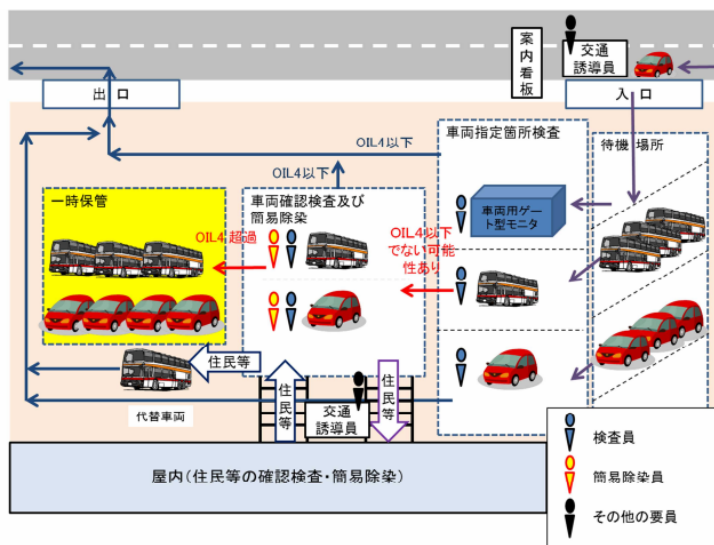 案内看板
交通
誘導員
出 口
入 口
車両指定箇所検査
待機 場所
OIL4以下
OIL4以下
一時保管
車両確認検査及び
簡易除染
車両用ゲー
ト型モニタ
OIL4 超過
OIL4以下
でない可能
性あり
住民等
代替車両
住民等
交通
誘導員
住民等
屋内（住民等の確認検査・簡易除染）
検査員
簡易除染員
その他の要員